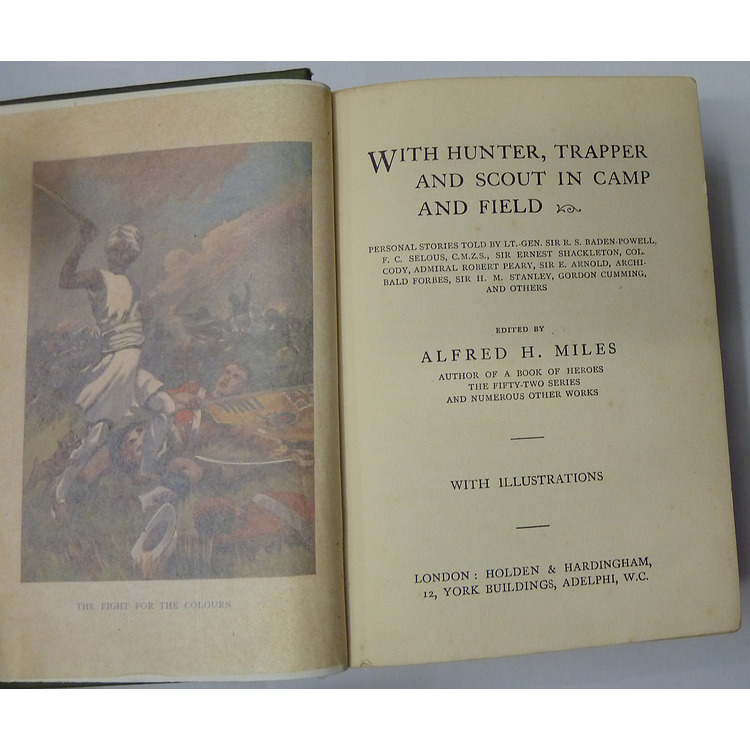 THE FIGHT FOR THE COLOURS
WITH HUNTER, TRAPPER
AND SCOUT IN CAMP
AND FIELD
PERSONAL STORIES TOLD BY LT.-GEN. SIR R. S. BADEN-POWELL,
F. C. SELOUS, C.M.Z.S., SIR ERNEST SHACKLETON, COL.
CODY, ADMIRAL ROBERT PEARY, SIR E. ARNOLD, ARCHI-
BALD FORBES, SIR H. M. STANLEY, GORDON CUMMING,
AND OTHERS
EDITED BY
ALFRED H. MILES
AUTHOR OF A BOOK OF HEROES
THE FIFTY-TWO SERIES
AND NUMEROUS OTHER WORKS
WITH ILLUSTRATIONS
LONDON: HOLDEN & HARDINGHAM,
12, YORK BUILDINGS, ADELPHI, W.C.